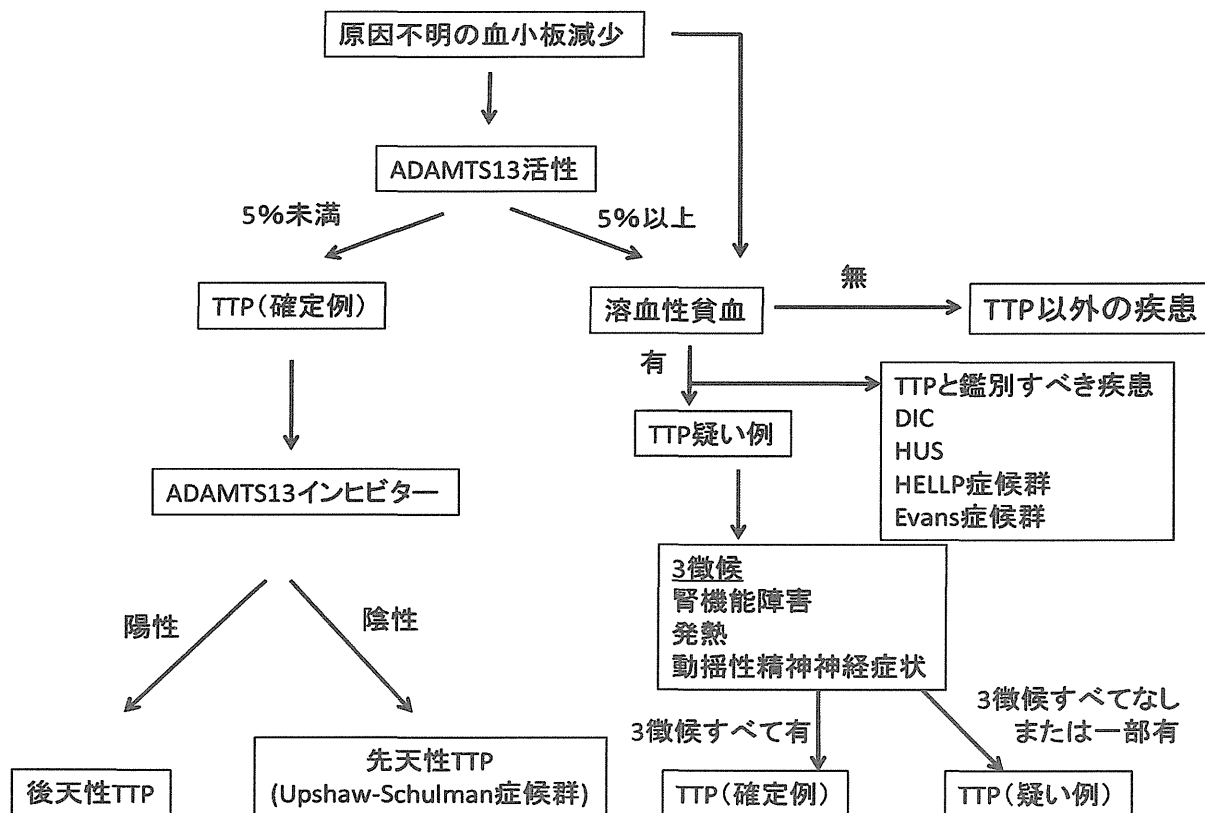 原因不明の血小板減少
ADAMTS13活性
5%未満
5%以上
TTP(確定例)
溶血性貧血
無
TTP以外の疾患
有
TTPと鑑別すべき疾患
DIC
HUS
HELLP症候群
Evans症候群
TTP疑い例
ADAMTS13インヒビター
3徴候
腎機能障害
発熱
動揺性精神神経症状
陽性
陰性
3徴候すべて有
3徴候すべてなし
または一部有
後天性TTP
先天性TTP
(Upshaw-Schulman症候群)
TTP(確定例)
TTP(疑い例)